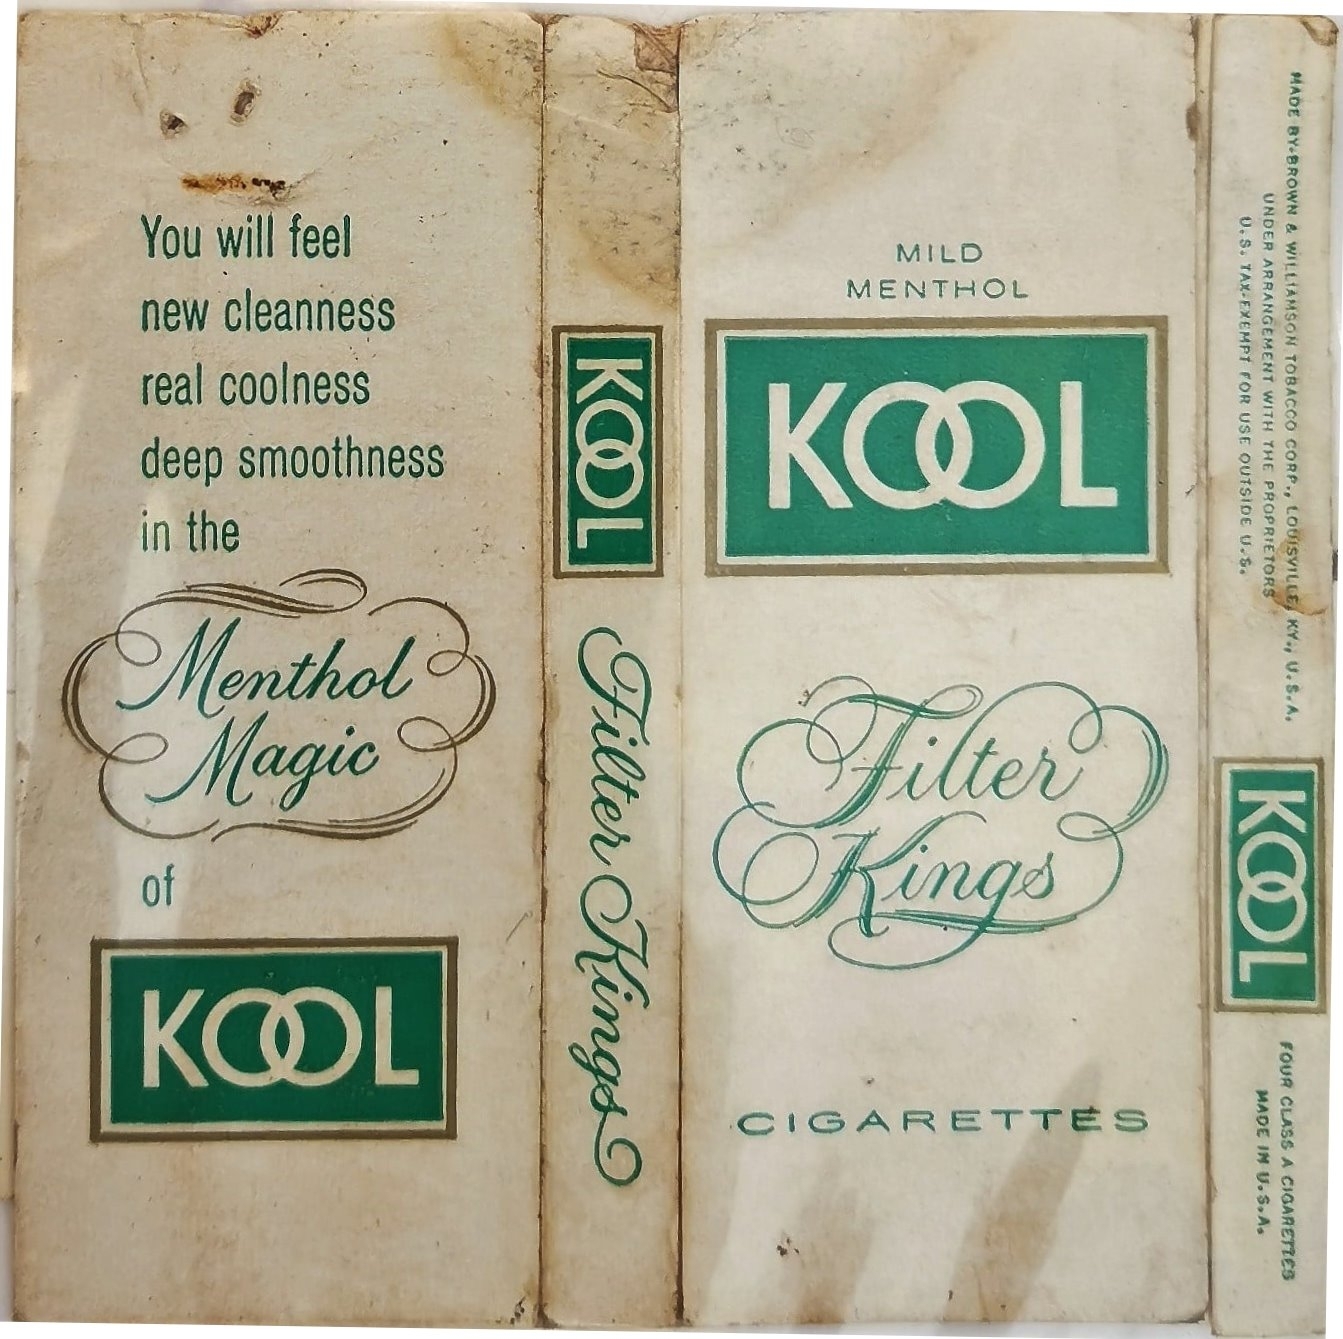 You will feel
new cleanness
real coolness
deep smoothness
in the
Menthol
Magic
of
KOOL
KOOL
Filter Kings
MILD
MENTHOL
KOOL
Filter
Kings
CIGARETTES
MADE BY-BROWN & WILLIAMSON TOBACCO CORP., LOUISVILLE, KY., U.S.A.
UNDER ARRANGEMENT WITH THE PROPRIETORS
U.S. TAX-EXEMPT FOR USE OUTSIDE U.S.
KOOL
FOUR CLASS A CIGARETTES
MADE IN U.S.A.